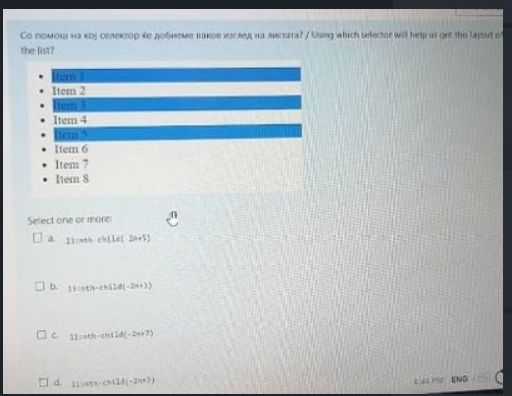 Со помош на кој селектор ќе добиеме ваков изглед на листата? / Using which selector will help us get this layout of
the list?
Item 1
Item 2
Item 3
Item 4
Item 5
Item 6
Item 7
Item 8
Select one or more:
a. li:nth-child(-2n+5)
b. li:nth-child(-2n+1)
c. li:nth-child(-2n+7)
d. li:nth-child(-2n+3)
6:44 PM ENG